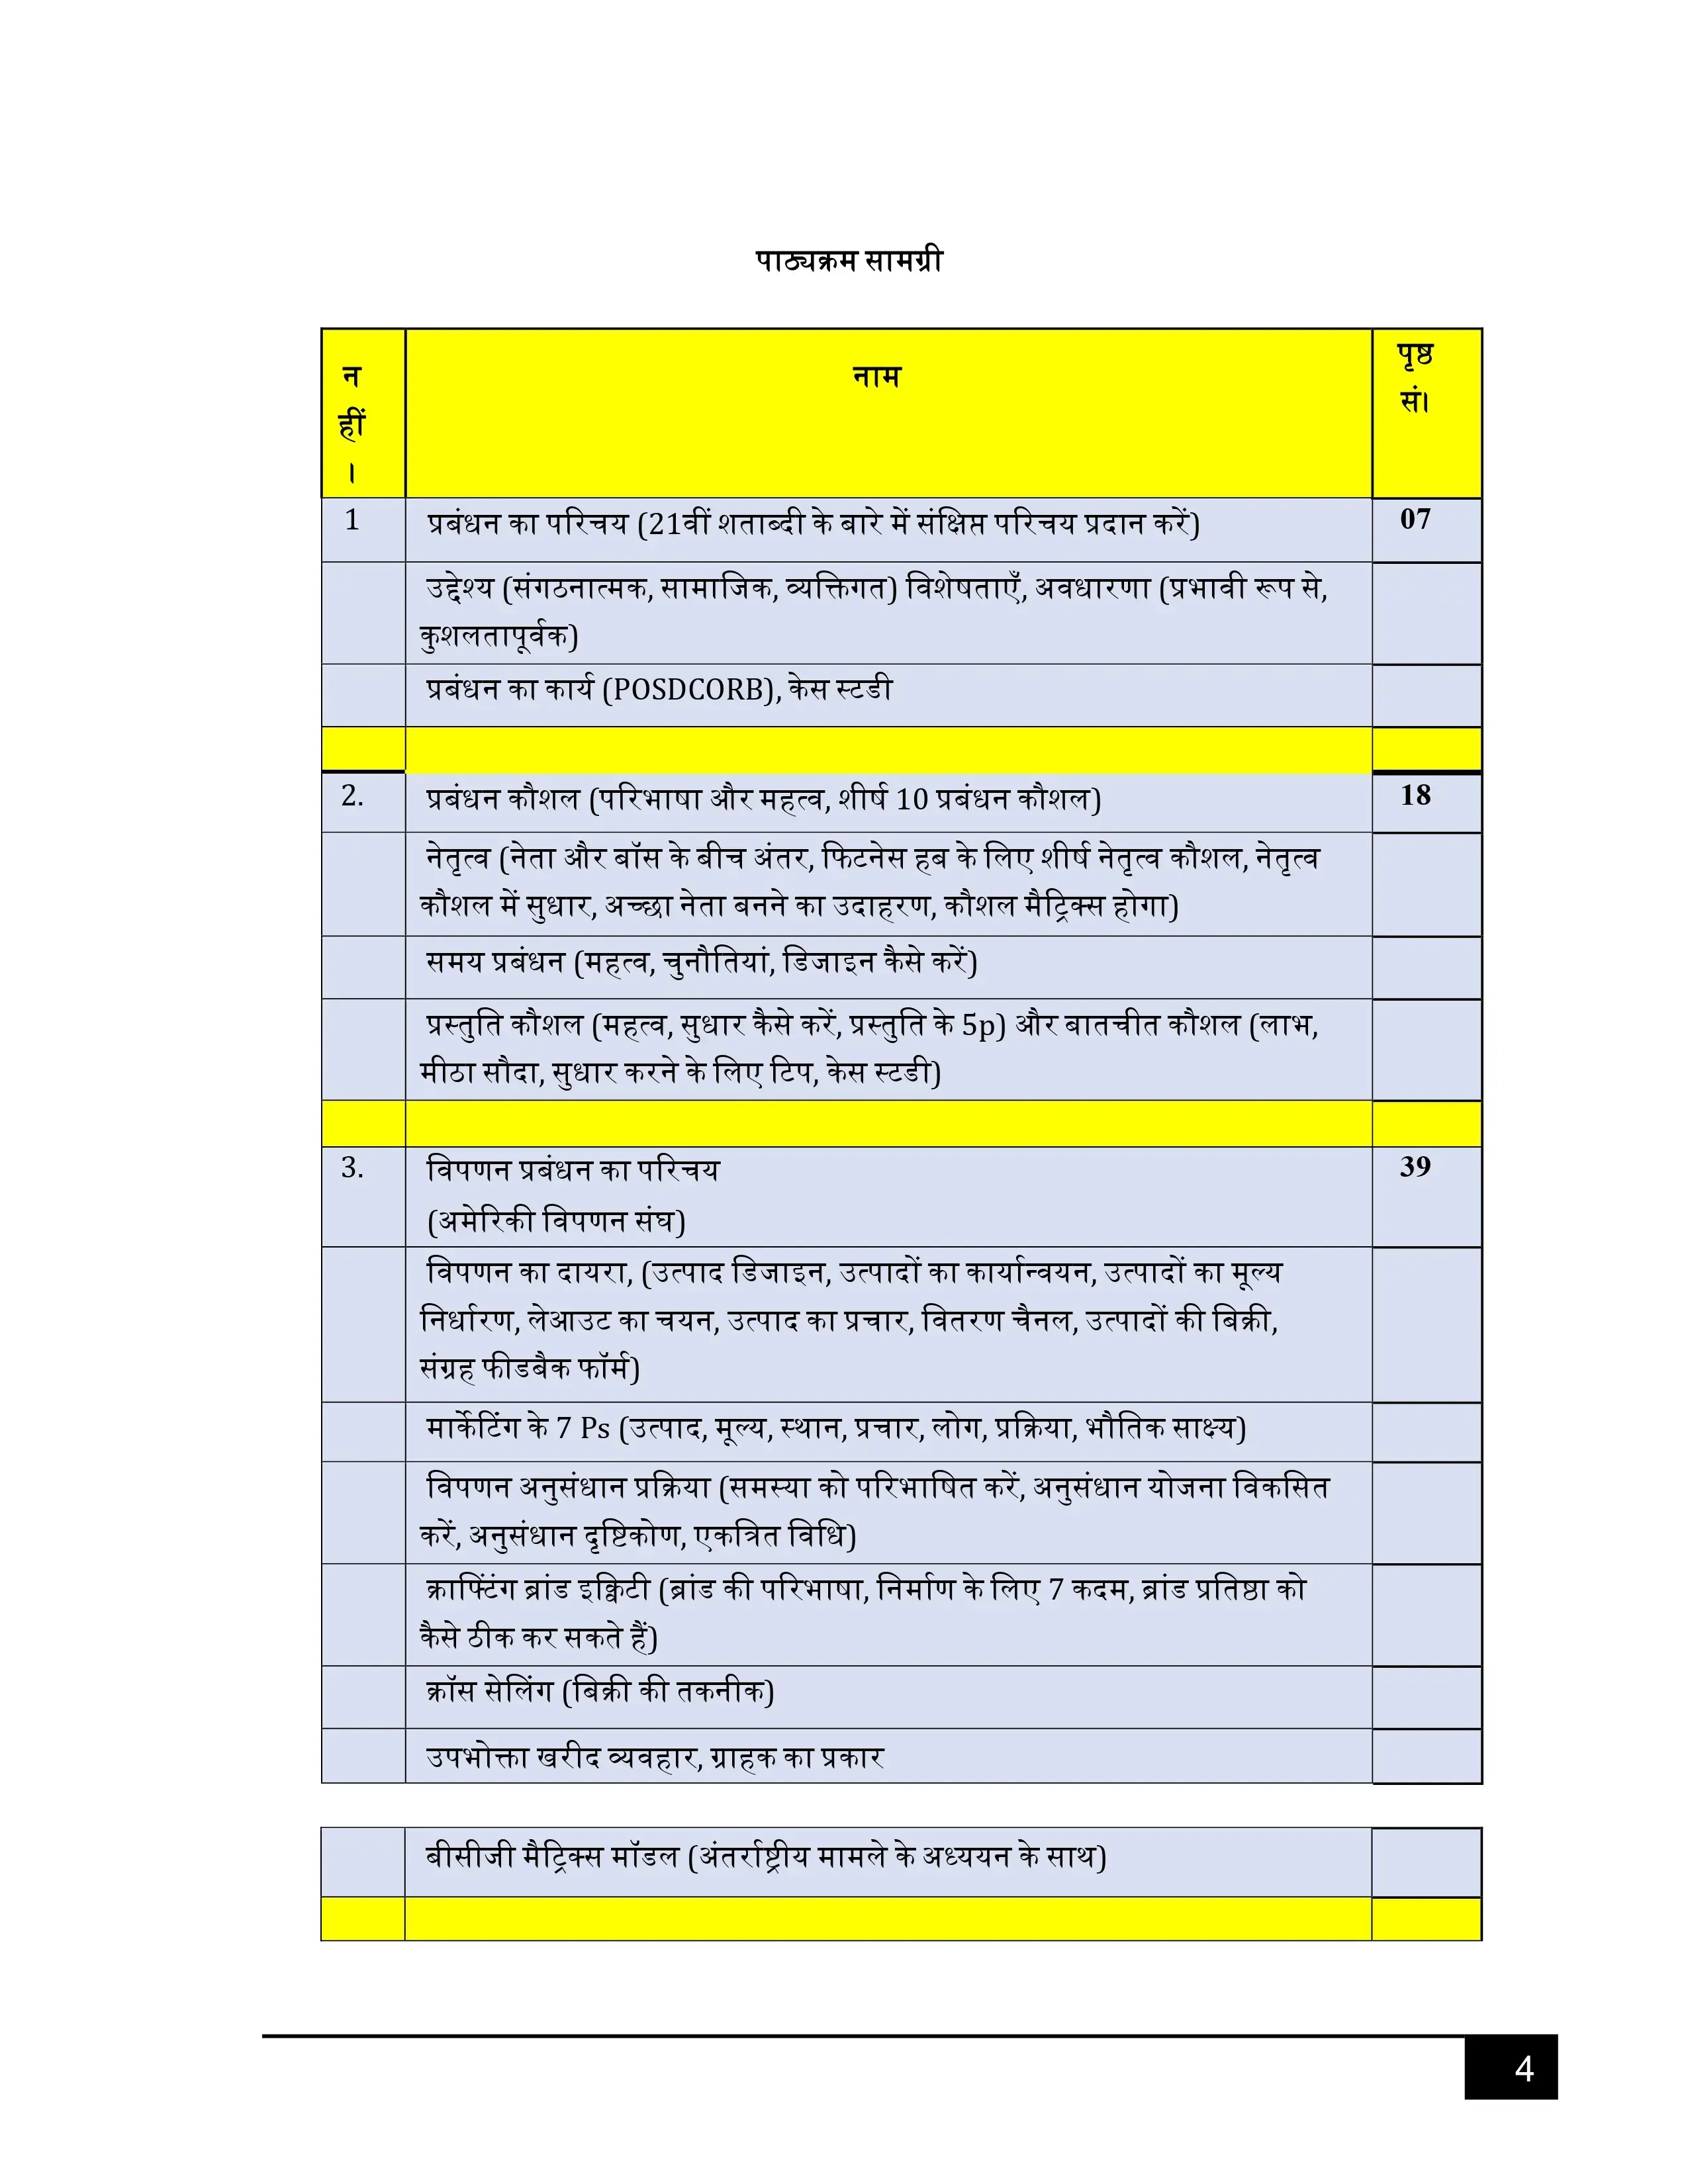 पाठ्यक्रम सामग्री
न
हीं
।
नाम
पृष्ठ
सं।
1
प्रबंधन का परिचय (21वीं शताब्दी के बारे में संक्षिप्त परिचय प्रदान करें)
07
उद्देश्य (संगठनात्मक, सामाजिक, व्यक्तिगत) विशेषताएँ, अवधारणा (प्रभावी रूप से,
कुशलतापूर्वक)
प्रबंधन का कार्य (POSDCORB), केस स्टडी
2.
प्रबंधन कौशल (परिभाषा और महत्व, शीर्ष 10 प्रबंधन कौशल)
18
नेतृत्व (नेता और बॉस के बीच अंतर, फिटनेस हब के लिए शीर्ष नेतृत्व कौशल, नेतृत्व
कौशल में सुधार, अच्छा नेता बनने का उदाहरण, कौशल मैट्रिक्स होगा)
समय प्रबंधन (महत्व, चुनौतियां, डिजाइन कैसे करें)
प्रस्तुति कौशल (महत्व, सुधार कैसे करें, प्रस्तुति के 5p) और बातचीत कौशल (लाभ,
मीठा सौदा, सुधार करने के लिए टिप, केस स्टडी)
3.
विपणन प्रबंधन का परिचय
39
(अमेरिकी विपणन संघ)
विपणन का दायरा, (उत्पाद डिजाइन, उत्पादों का कार्यान्वयन, उत्पादों का मूल्य
निर्धारण, लेआउट का चयन, उत्पाद का प्रचार, वितरण चैनल, उत्पादों की बिक्री,
संग्रह फीडबैक फॉर्म)
मार्केटिंग के 7 Ps (उत्पाद, मूल्य, स्थान, प्रचार, लोग, प्रक्रिया, भौतिक साक्ष्य)
विपणन अनुसंधान प्रक्रिया (समस्या को परिभाषित करें, अनुसंधान योजना विकसित
करें, अनुसंधान दृष्टिकोण, एकत्रित विधि)
क्राफ्टिंग ब्रांड इक्विटी (ब्रांड की परिभाषा, निर्माण के लिए 7 कदम, ब्रांड प्रतिष्ठा को
कैसे ठीक कर सकते हैं)
क्रॉस सेलिंग (बिक्री की तकनीक)
उपभोक्ता खरीद व्यवहार, ग्राहक का प्रकार
बीसीजी मैट्रिक्स मॉडल (अंतर्राष्ट्रीय मामले के अध्ययन के साथ)
4